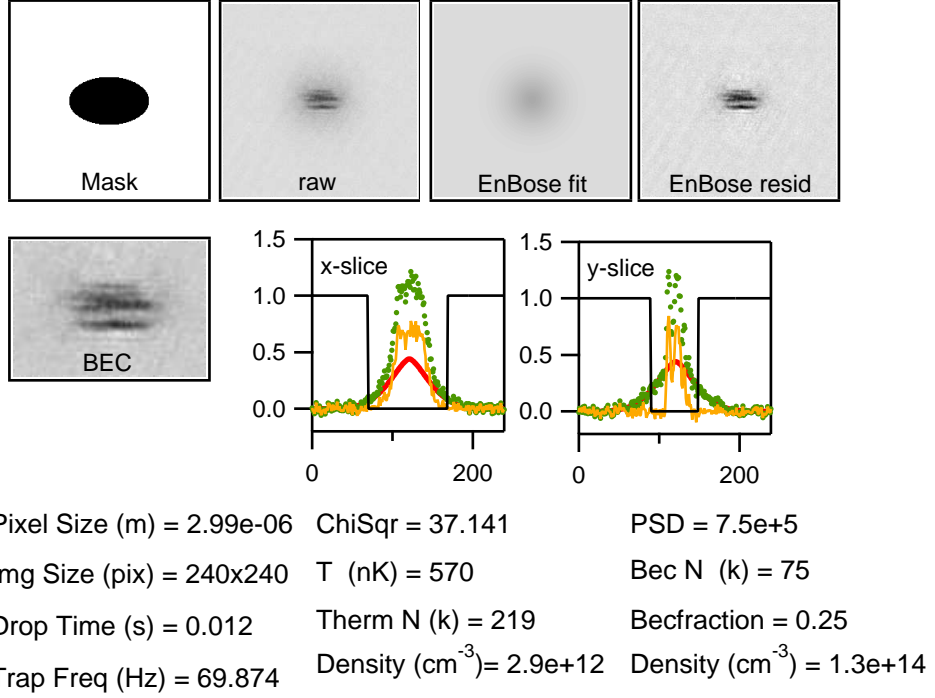 Mask
raw
EnBose fit
EnBose resid
BEC
1.5
1.0
0.5
0.0
x-slice
0
200
1.5
1.0
0.5
0.0
y-slice
0
200
Pixel Size (m) = 2.99e-06
ChiSqr = 37.141
PSD = 7.5e+5
mg Size (pix) = 240x240
T (nK) = 570
Bec N (k) = 75
Drop Time (s) = 0.012
Therm N (k) = 219
Becfraction = 0.25
Trap Freq (Hz) = 69.874
Density (cm-3)= 2.9e+12
Density (cm-3) = 1.3e+14